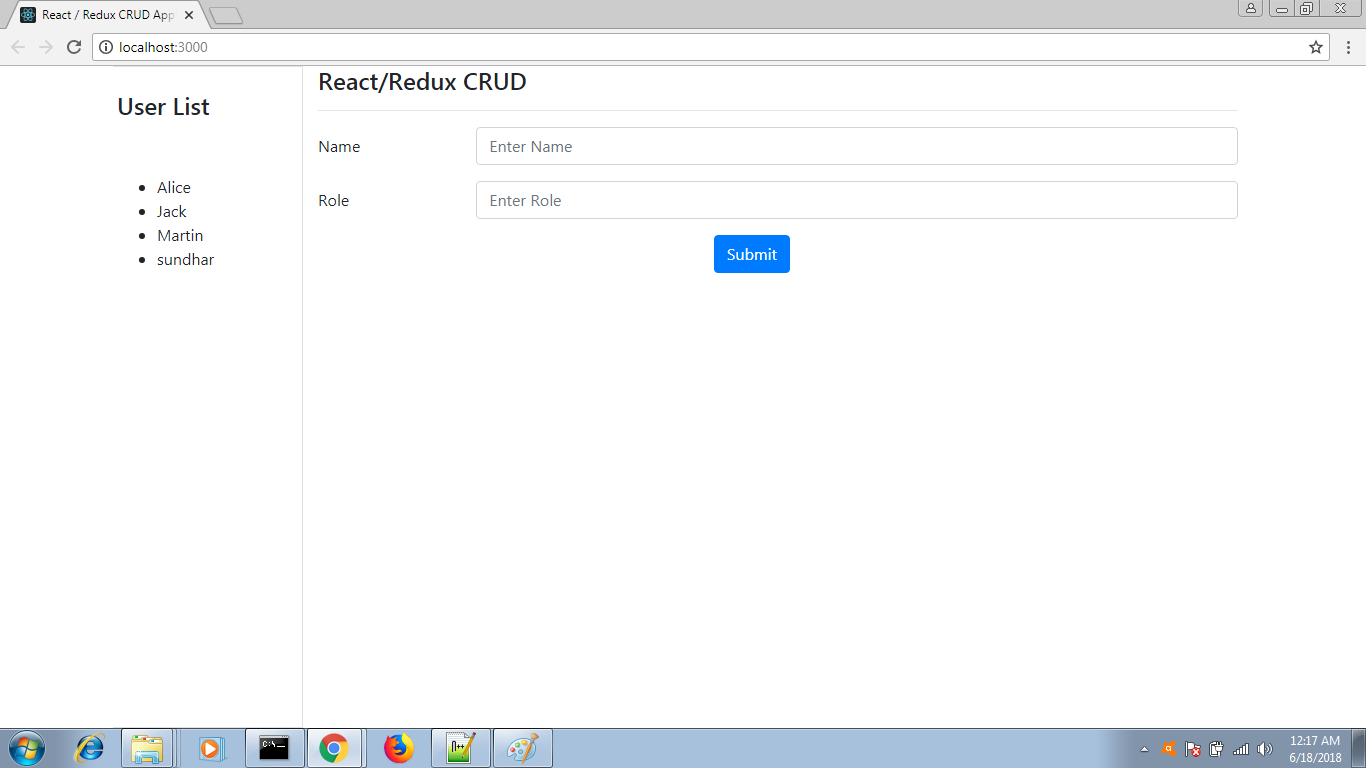 React / Redux CRUD App
localhost:3000
User List
Alice
Jack
Martin
sundhar
React/Redux CRUD
Name
Enter Name
Role
Enter Role
Submit
12:17 AM
6/18/2018